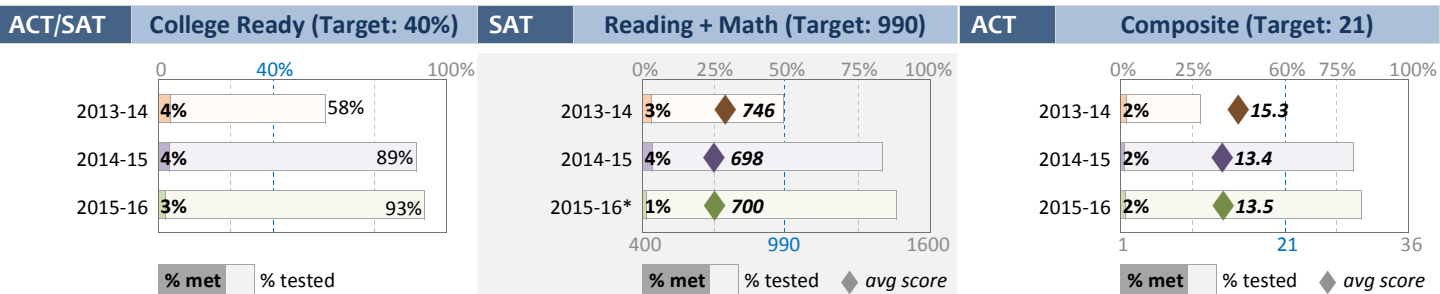 ACT/SAT College Ready (Target: 40%)
0 40% 100%
2013-14 4% 58%
2014-15 4% 89%
2015-16 3% 93%
% met % tested
SAT Reading + Math (Target: 990)
0% 25% 50% 75% 100%
2013-14 3% 746
2014-15 4% 698
2015-16* 1% 700
400 990 1600
% met % tested avg score
ACT Composite (Target: 21)
0% 25% 60% 75% 100%
2013-14 2% 15.3
2014-15 2% 13.4
2015-16 2% 13.5
1 21 36
% met % tested avg score